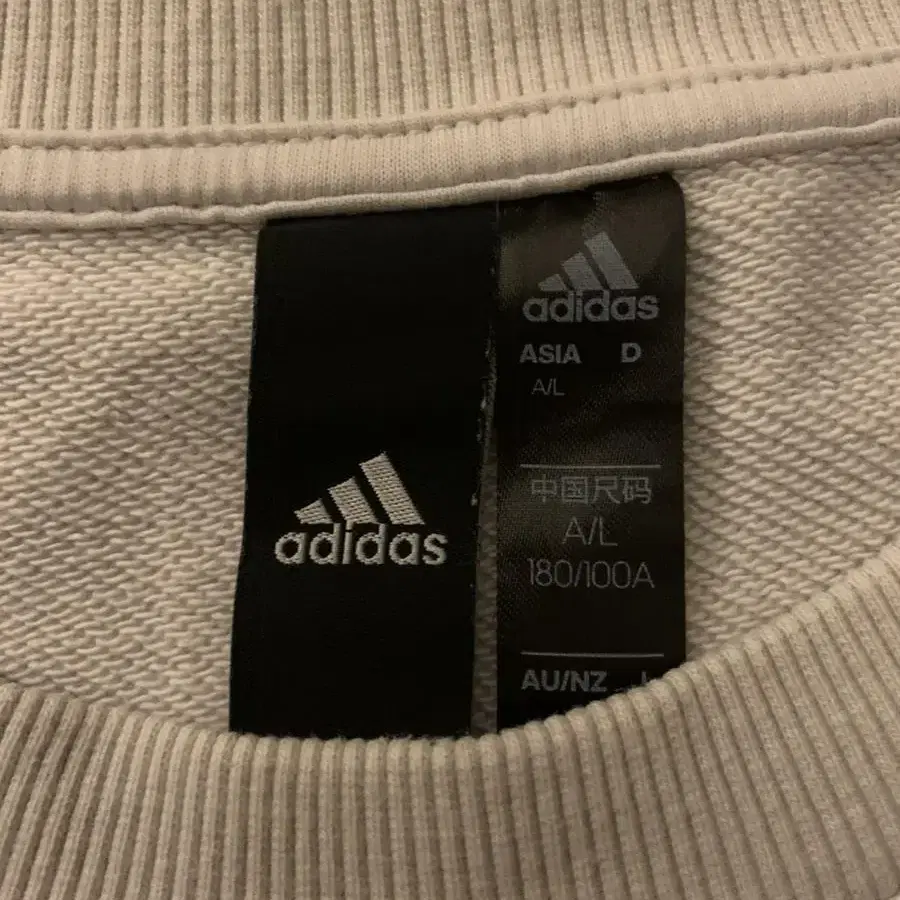 adidas
adidas
ASIA D
A/L
中国尺码
A/L
180/100A
AU/NZ